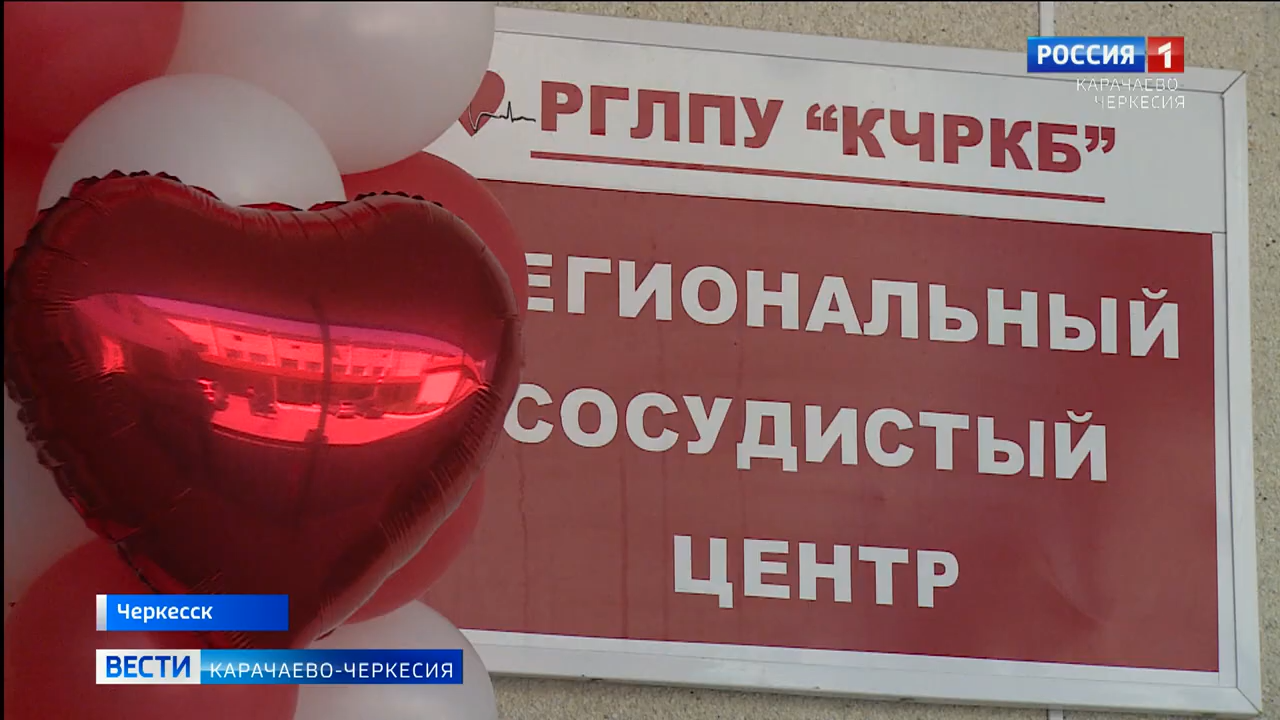 РОССИЯ 1
КАРАЧАЕВО
ЧЕРКЕСИЯ
РГЛПУ “КЧРКБ”
ЕГИОНАЛЬНЫЙ
СОСУДИСТЫЙ
ЦЕНТР
Черкесск
ВЕСТИ КАРАЧАЕВО-ЧЕРКЕСИЯ